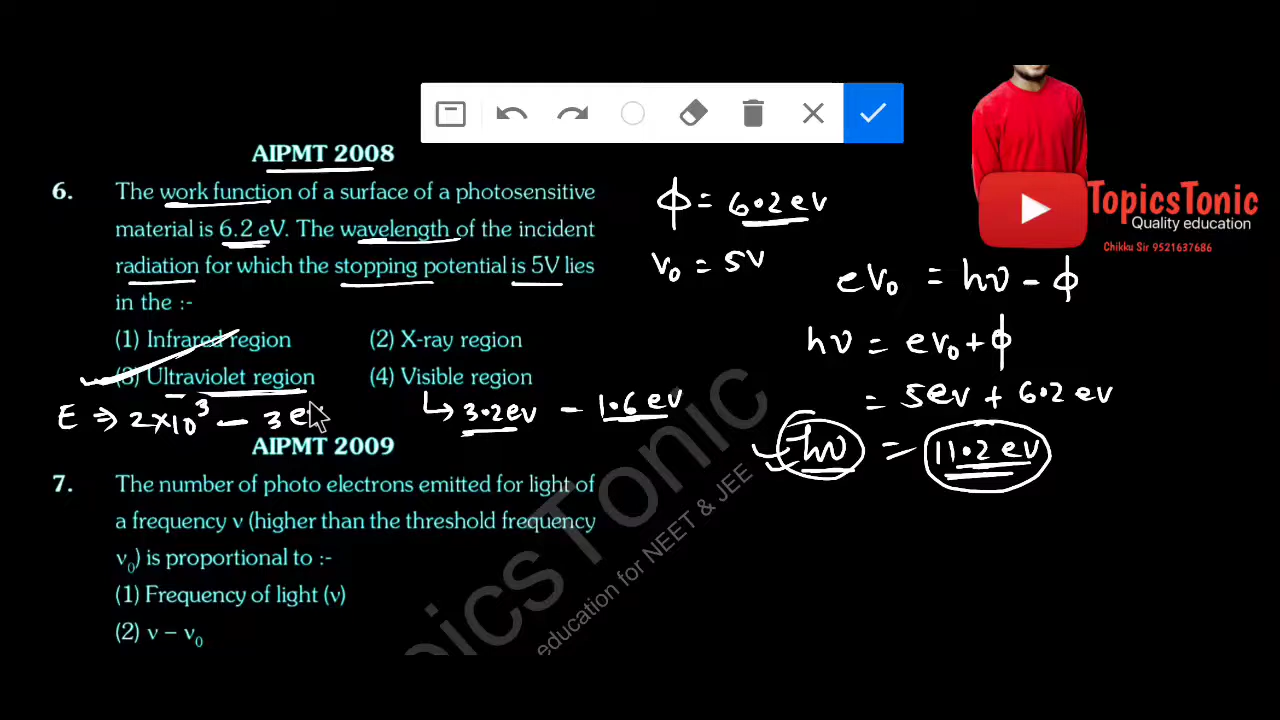 AIPMT 2008
6. The work function of a surface of a photosensitive
material is 6.2 eV. The wavelength of the incident
radiation for which the stopping potential is 5V lies
in the :-
(1) Infrared region (2) X-ray region
(3) Ultraviolet region (4) Visible region
E ⇒ 2×10³ – 3 e
↳ 3.2 eV – 1.6 eV
AIPMT 2009
7. The number of photo electrons emitted for light of
a frequency ν (higher than the threshold frequency
ν₀) is proportional to :-
(1) Frequency of light (ν)
(2) ν – ν₀
ϕ = 6.2 eV
V₀ = 5V
eV₀ = hν – ϕ
hν = eV₀ + ϕ
= 5eV + 6.2 eV
hν = 11.2 eV
TopicsTonic
Quality education
Chikku Sir 9521637686
picsTonic
education for NEET & JEE